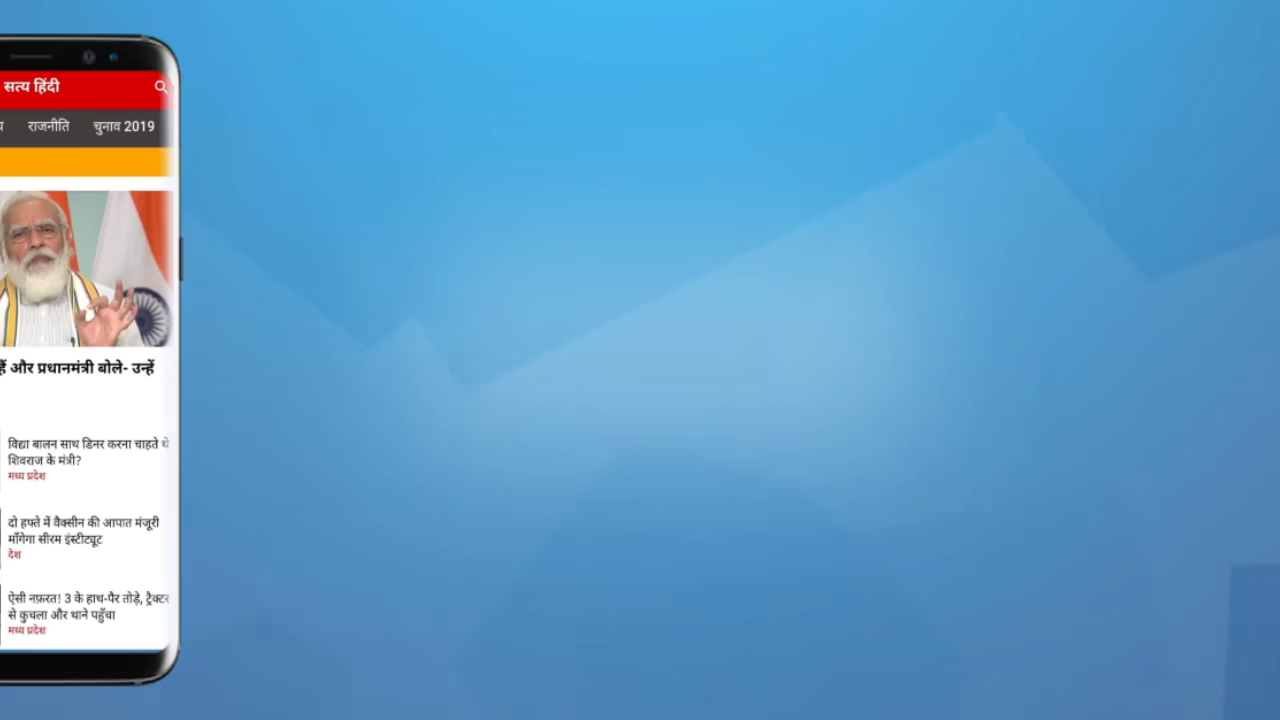 सत्य हिंदी
राजनीति चुनाव 2019
और प्रधानमंत्री बोले- उन्हें
विद्या बालन साथ डिनर करना चाहते थे
शिवराज के मंत्री?
मध्य प्रदेश
दो हफ्ते में वैक्सीन की आपात मंजूरी
माँगेगा सीरम इंस्टीट्यूट
देश
ऐसी नफ़रत! 3 के हाथ-पैर तोड़े, ट्रैक्टर
से कुचला और थाने पहुँचा
मध्य प्रदेश